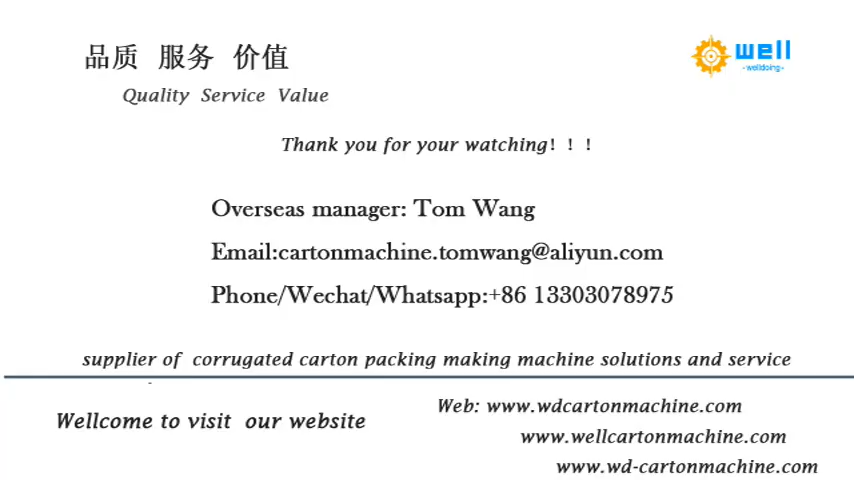 品质 服务 价值
well
-welldoing-
Quality Service Value
Thank you for your watching！！！
Overseas manager: Tom Wang
Email:cartonmachine.tomwang@aliyun.com
Phone/Wechat/Whatsapp:+86 13303078975
supplier of corrugated carton packing making machine solutions and service
Wellcome to visit our website
Web: www.wdcartonmachine.com
www.wellcartonmachine.com
www.wd-cartonmachine.com